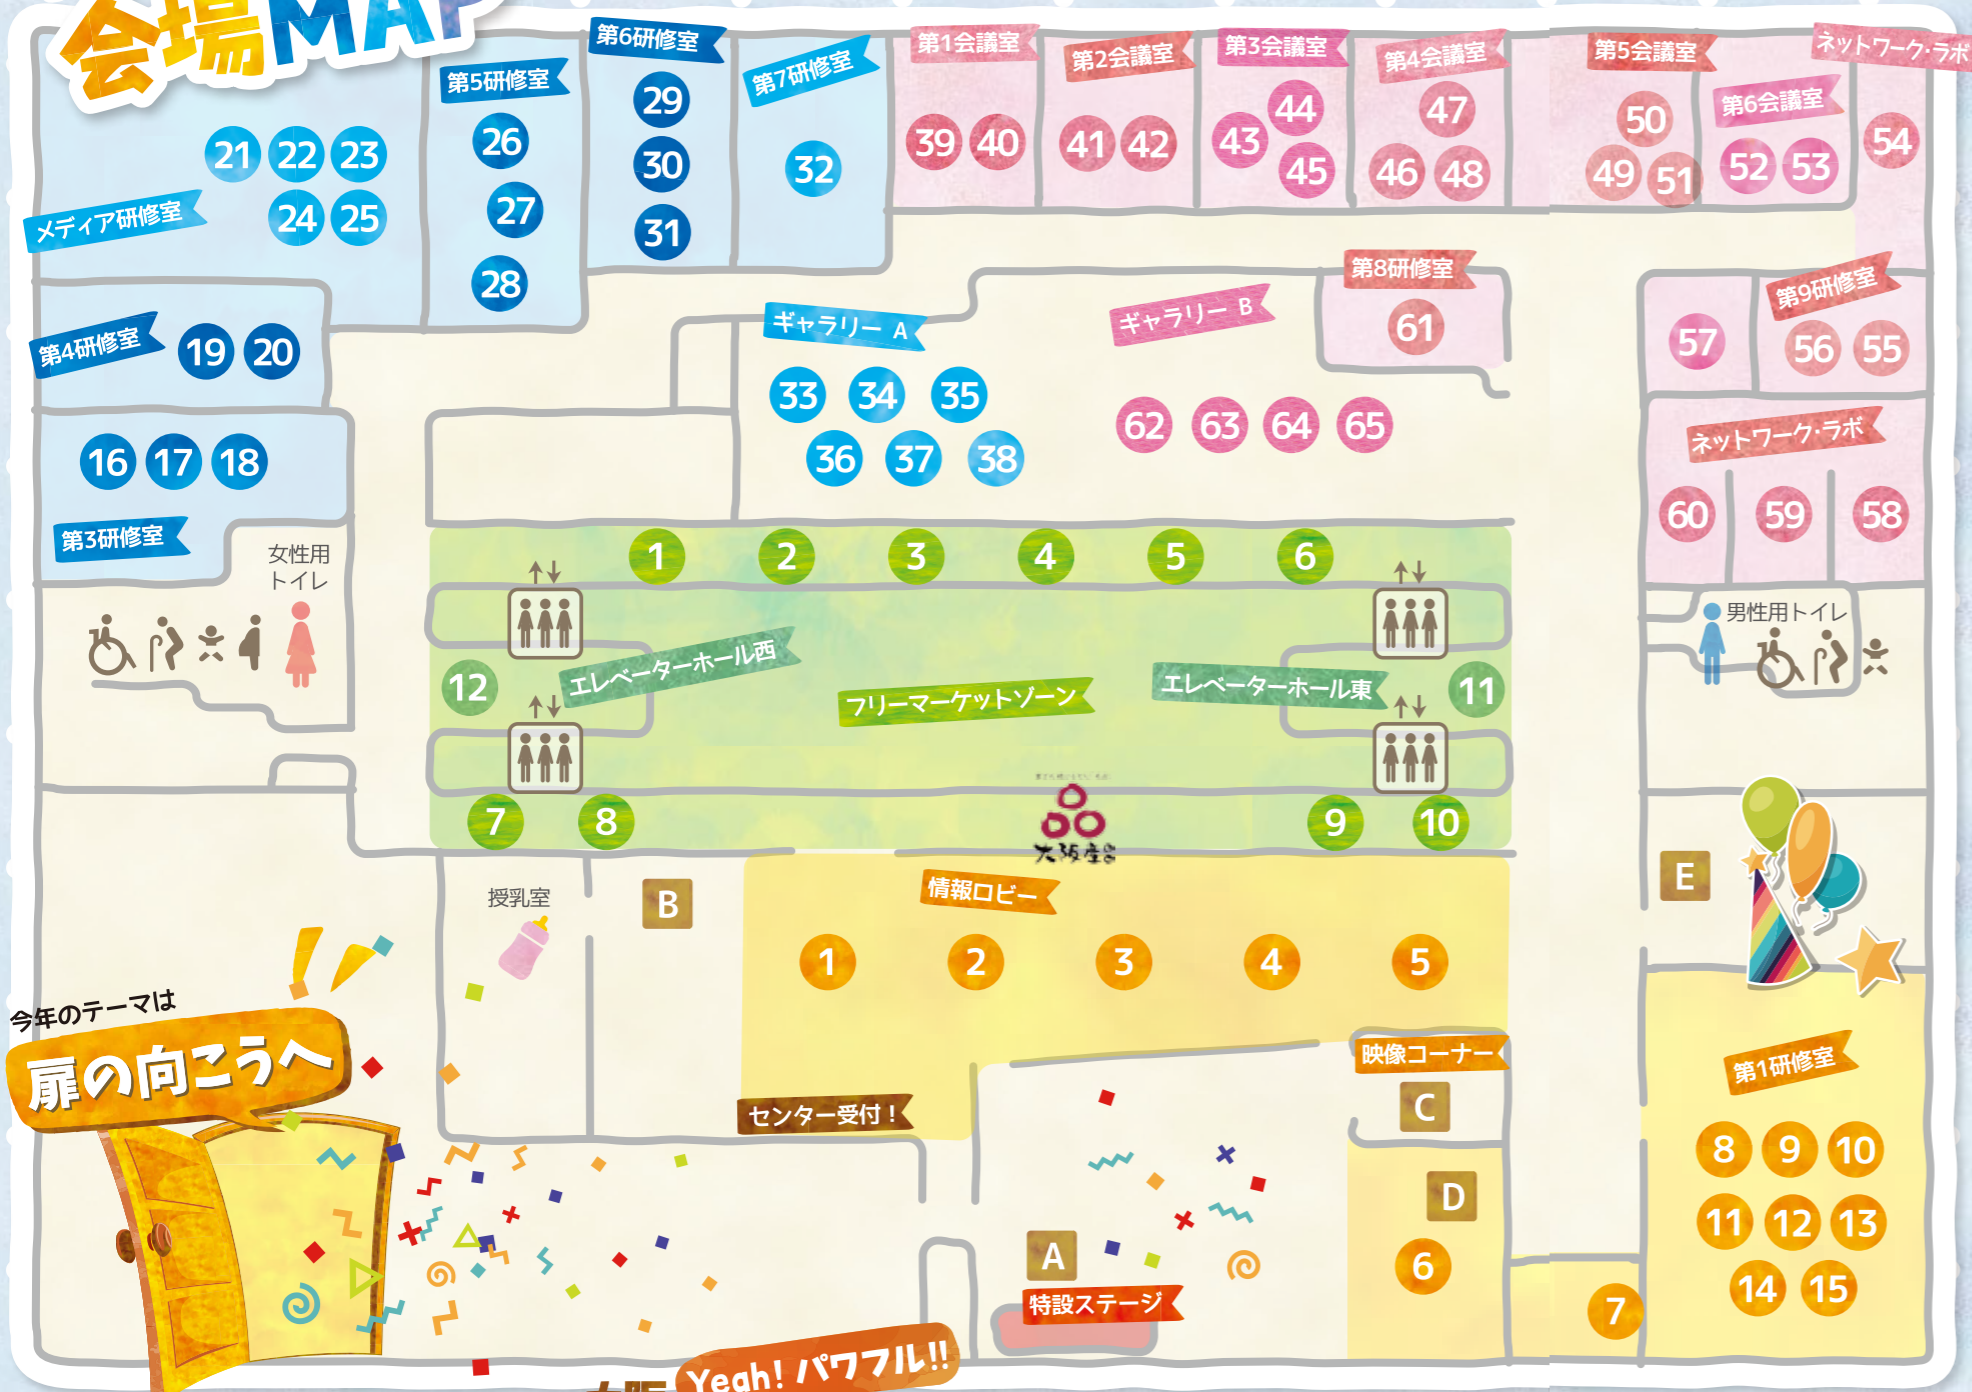 会場MAP
第5研修室
26
27
28
第6研修室
29
30
31
第7研修室
32
第1会議室
39 40
第2会議室
41 42
第3会議室
44
43
45
第4会議室
47
46 48
第5会議室
50
49 51
第6会議室
52 53
ネットワーク・ラボ
54
21 22 23
24 25
メディア研修室
第4研修室 19 20
16 17 18
第3研修室
女性用
トイレ
ギャラリー A
33 34 35
36 37 38
ギャラリー B
62 63 64 65
第8研修室
61
57
第9研修室
56 55
ネットワーク・ラボ
60 59 58
男性用トイレ
1 2 3 4 5 6
エレベーターホール西
12
フリーマーケットゾーン
エレベーターホール東
11
7 8 9 10
大阪産
授乳室
B
情報ロビー
1 2 3 4 5
E
映像コーナー
C
センター受付！
D
6
A
特設ステージ
7
第1研修室
8 9 10
11 12 13
14 15
今年のテーマは
扉の向こうへ
Yeah! パワフル!!